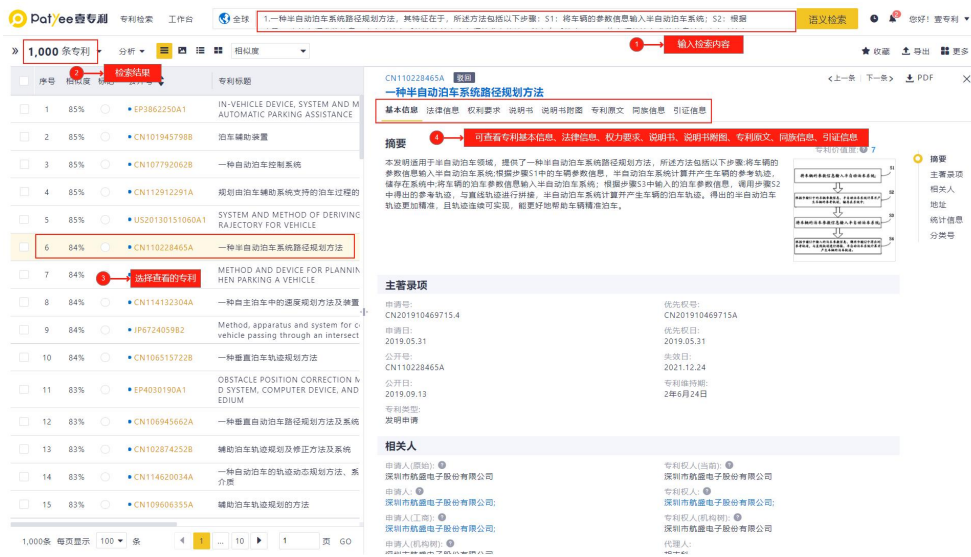 Patyee壹专利 专利检索 工作台
全球 1.一种半自动泊车系统路径规划方法，其特征在于，所述方法包括以下步骤：S1：将车辆的参数信息输入半自动泊车系统；S2：根据
语义检索
您好！壹专利
1,000 条专利 分析 相似度
1 输入检索内容
收藏 导出 更多
2 检索结果
序号 相似度 专利标题
1 85% EP3862250A1 IN-VEHICLE DEVICE, SYSTEM AND M
AUTOMATIC PARKING ASSISTANCE
2 85% CN101945798B 泊车辅助装置
3 85% CN107792062B 一种自动泊车控制系统
4 85% CN112912291A 规划由泊车辅助系统支持的泊车过程的
5 85% US20130151060A1 SYSTEM AND METHOD OF DERIVING
RAJECTORY FOR VEHICLE
6 84% CN110228465A 一种半自动泊车系统路径规划方法
7 84% METHOD AND DEVICE FOR PLANNIN
HEN PARKING A VEHICLE
3 选择查看的专利
8 84% CN114132304A 一种自主泊车中的速度规划方法及装置
9 84% JP6724059B2 Method, apparatus and system for c
vehicle passing through an intersect
10 84% CN106515722B 一种垂直泊车轨迹规划方法
11 83% EP4030190A1 OBSTACLE POSITION CORRECTION M
D SYSTEM, COMPUTER DEVICE, AND
EDIUM
12 83% CN106945662A 一种垂直自动泊车路径规划方法及系统
13 83% CN102874252B 辅助泊车轨迹规划及修正方法及系统
14 83% CN114620034A 一种自动泊车的轨迹动态规划方法、系
介质
15 83% CN109606355A 辅助泊车轨迹规划的方法
1,000条 每页显示 100 条 1 ... 10 1 页 GO
CN110228465A 驳回
<上一条 下一条> PDF
一种半自动泊车系统路径规划方法
基本信息 法律信息 权利要求 说明书 说明书附图 专利原文 同族信息 引证信息
4 可查看专利基本信息、法律信息、权力要求、说明书、说明书附图、专利原文、同族信息、引证信息
摘要
专利价值度: 7
本发明适用于半自动泊车领域，提供了一种半自动泊车系统路径规划方法，所述方法包括以下步骤:将车辆的
参数信息输入半自动泊车系统;根据步骤S1中的车辆参数信息，半自动泊车系统计算并产生车辆的参考轨迹，
储存在系统中;将车辆的泊车参数信息输入半自动泊车系统；根据步骤S3中输入的泊车参数信息，调用步骤S2
中得出的参考轨迹，与直线轨迹进行拼接，半自动泊车系统计算并产生车辆的泊车轨迹。得出的半自动泊车
轨迹更加精准，且轨迹连续可实现，能更好地帮助车辆精准泊车。
摘要
主著录项
相关人
地址
统计信息
分类号
主著录项
申请号:
CN201910469715.4
优先权号:
CN201910469715A
申请日:
2019.05.31
优先权日:
2019.05.31
公开号:
CN110228465A
失效日:
2021.12.24
公开日:
2019.09.13
专利维持期:
2年6月24日
专利类型:
发明申请
相关人
申请人(原始):
深圳市航盛电子股份有限公司
专利权人(当前):
深圳市航盛电子股份有限公司
申请人:
深圳市航盛电子股份有限公司;
专利权人:
深圳市航盛电子股份有限公司;
申请人(工商):
深圳市航盛电子股份有限公司;
专利权人(机构树):
深圳市航盛电子股份有限公司
申请人(机构树):
深圳市航盛电子股份有限公司
代理人: